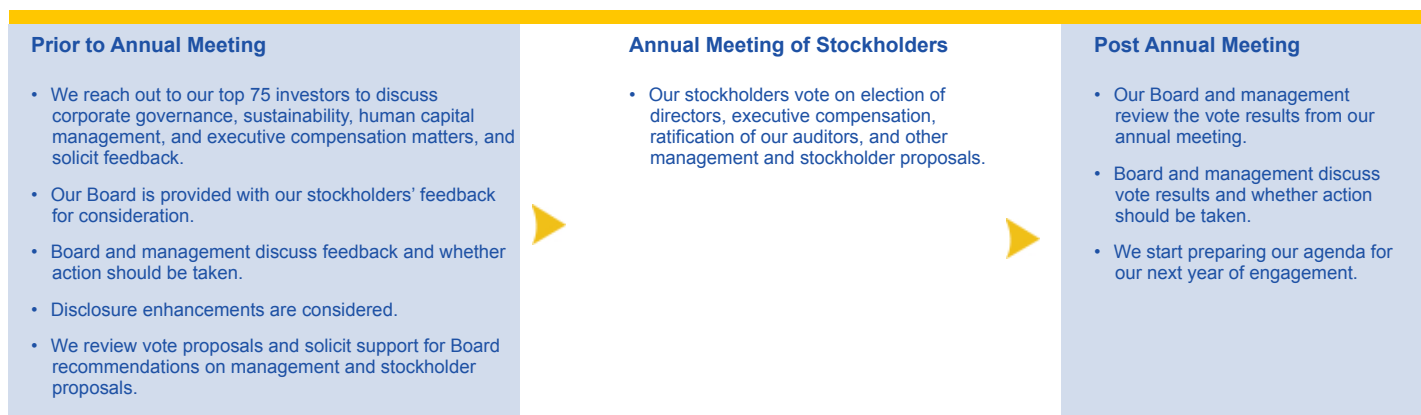 Prior to Annual Meeting
• We reach out to our top 75 investors to discuss
corporate governance, sustainability, human capital
management, and executive compensation matters, and
solicit feedback.
• Our Board is provided with our stockholders’ feedback
for consideration.
• Board and management discuss feedback and whether
action should be taken.
• Disclosure enhancements are considered.
• We review vote proposals and solicit support for Board
recommendations on management and stockholder
proposals.
Annual Meeting of Stockholders
• Our stockholders vote on election of
directors, executive compensation,
ratification of our auditors, and other
management and stockholder proposals.
Post Annual Meeting
• Our Board and management
review the vote results from our
annual meeting.
• Board and management discuss
vote results and whether action
should be taken.
• We start preparing our agenda for
our next year of engagement.